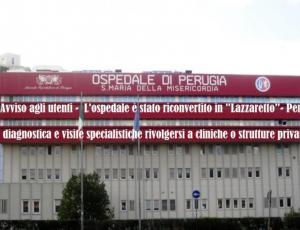 OSPEDALE DI PERUGIA
S. MARIA DELLA MISERICORDIA
Avviso agli utenti - L'ospedale è stato riconvertito in "Lazzaretto"- Per
diagnostica e visite specialistiche rivolgersi a cliniche o strutture priva